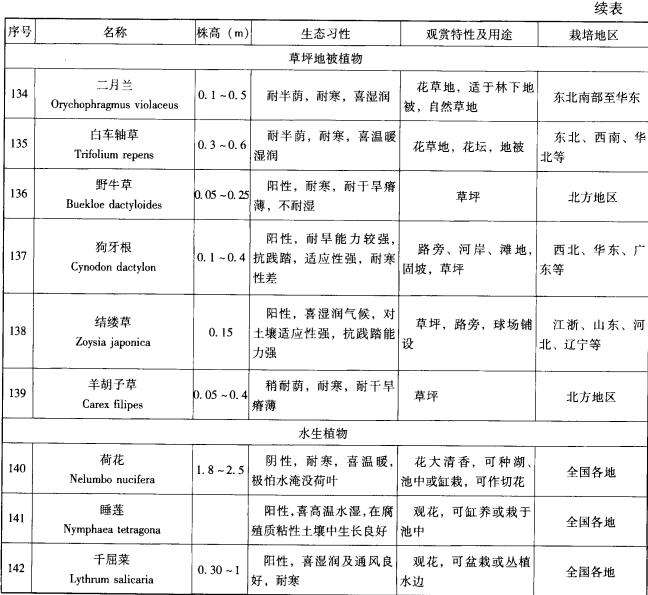 续表
序号 名称 株高（m） 生态习性 观赏特性及用途 栽培地区
草坪地被植物
134 二月兰 Orychophragmus violaceus 0.1~0.5 耐半荫，耐寒，喜湿润 花草地，适于林下地被，自然草地 东北南部至华东
135 白车轴草 Trifolium repens 0.3~0.6 耐半荫，耐寒，喜温暖湿润 花草地，花坛，地被 东北、西南、华北等
136 野牛草 Buekloe dactyloides 0.05~0.25 阳性，耐寒，耐干旱瘠薄，不耐湿 草坪 北方地区
137 狗牙根 Cynodon dactylon 0.1~0.4 阳性，耐旱能力较强，抗践踏，适应性强，耐寒性差 路旁、河岸、滩地，固坡，草坪 西北、华东、广东等
138 结缕草 Zoysia japonica 0.15 阳性，喜湿润气候，对土壤适应性强，抗践踏能力强 草坪，路旁，球场铺设 江浙、山东、河北、辽宁等
139 羊胡子草 Carex filipes 0.05~0.4 稍耐荫，耐寒，耐干旱瘠薄 草坪 北方地区
水生植物
140 荷花 Nelumbo nucifera 1.8~2.5 阴性，耐寒，喜温暖，极怕水淹没荷叶 花大清香，可种湖、池中或缸栽，可作切花 全国各地
141 睡莲 Nymphaea tetragona 阳性，喜高温水湿，在腐殖质粘性土壤中生长良好 观花，可缸养或栽于池中 全国各地
142 千屈菜 Lythrum salicaria 0.30~1 阳性，喜湿润及通风良好，耐寒 观花，可盆栽或丛植水边 全国各地